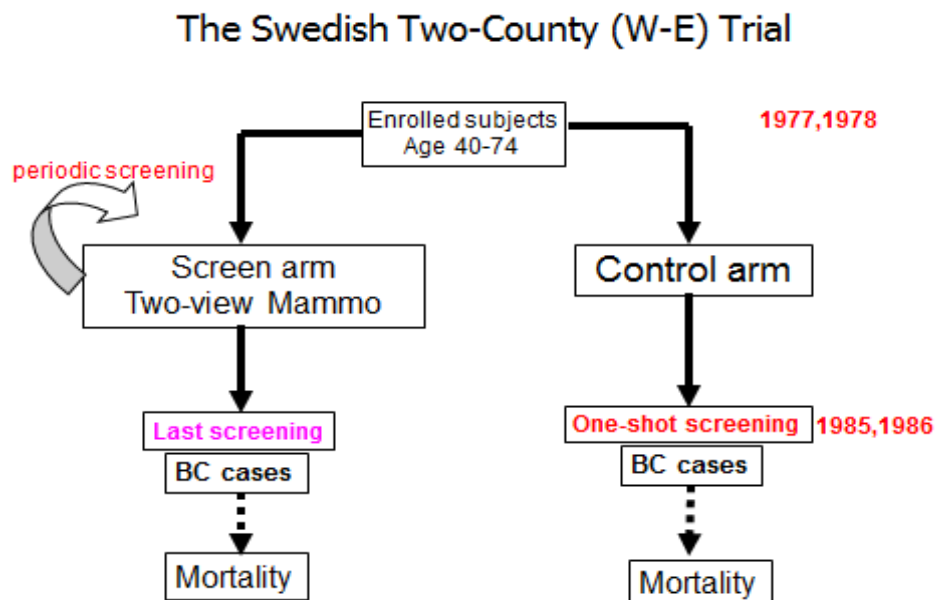 The Swedish Two-County (W-E) Trial
Enrolled subjects
Age 40-74
1977,1978
periodic screening
Screen arm
Two-view Mammo
Control arm
Last screening
One-shot screening
1985,1986
BC cases
BC cases
Mortality
Mortality